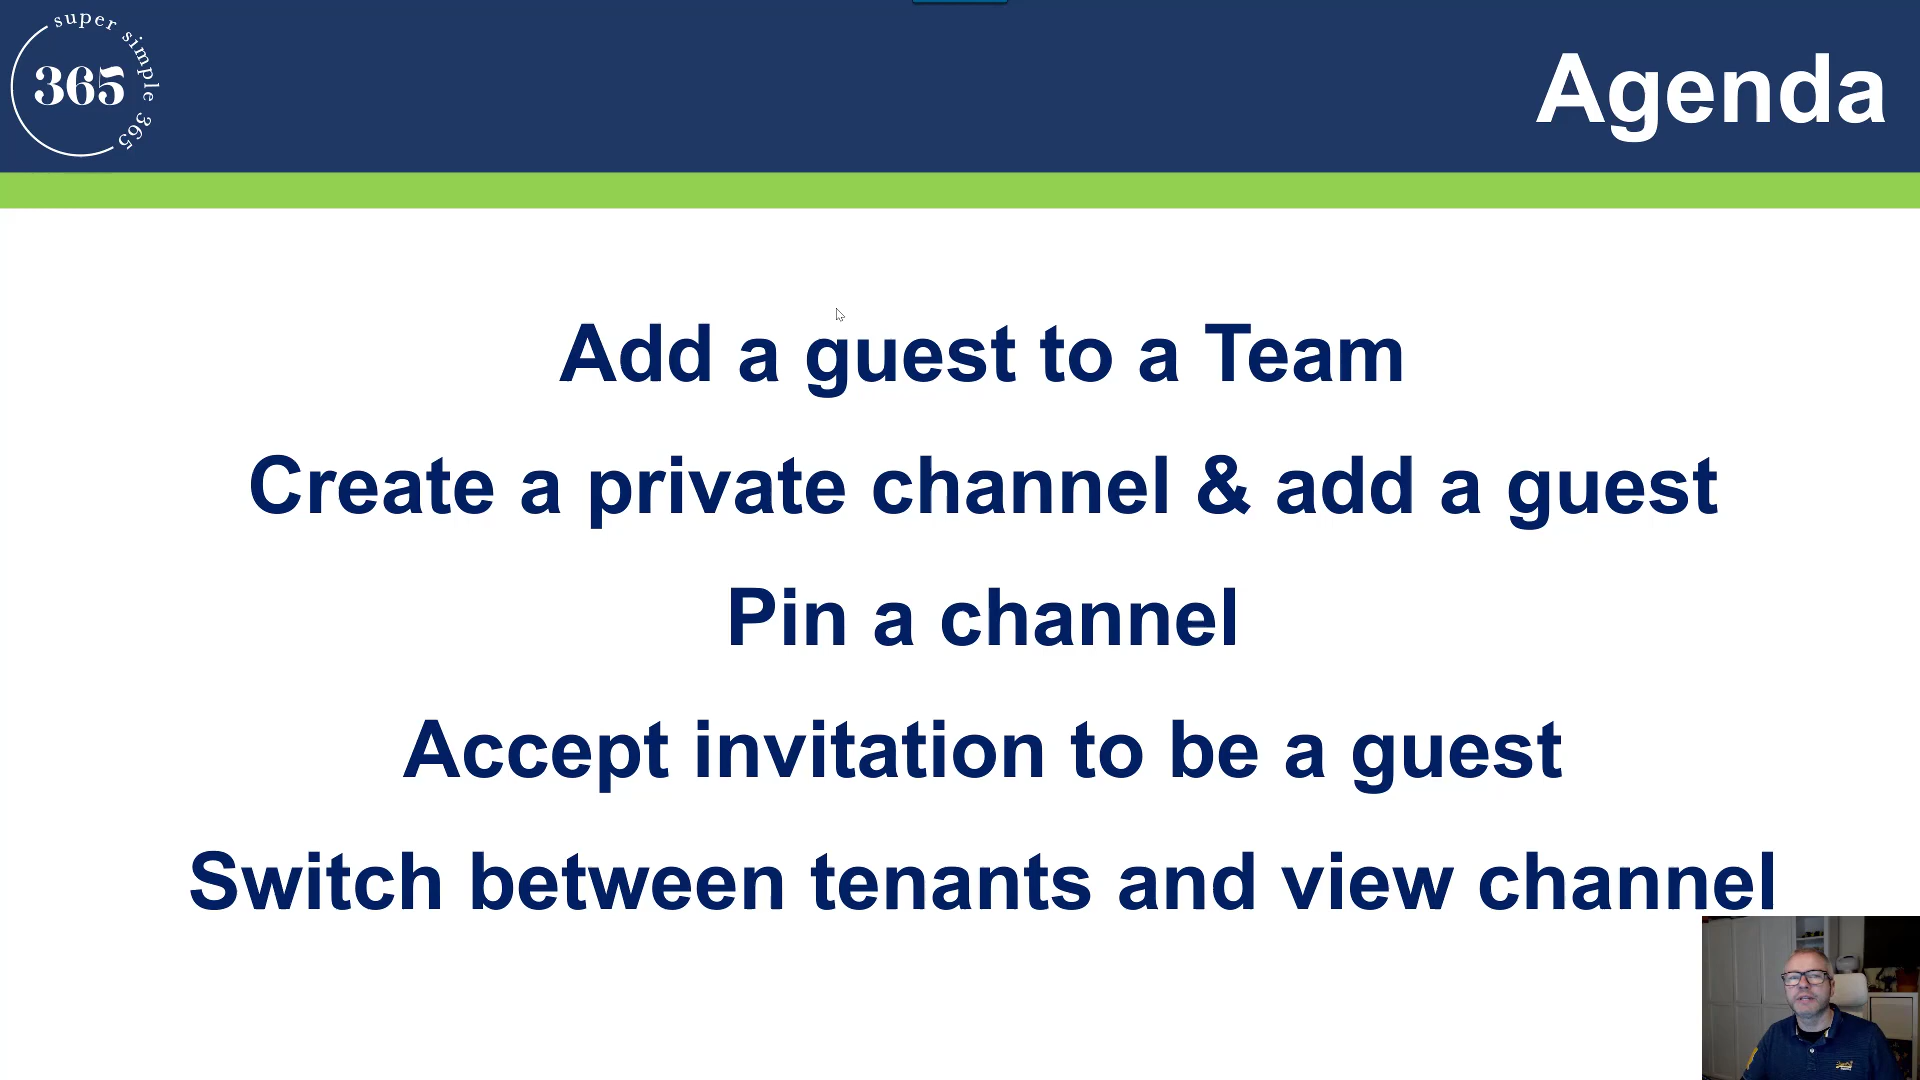 super simple 365
365
Agenda
Add a guest to a Team
Create a private channel & add a guest
Pin a channel
Accept invitation to be a guest
Switch between tenants and view channel